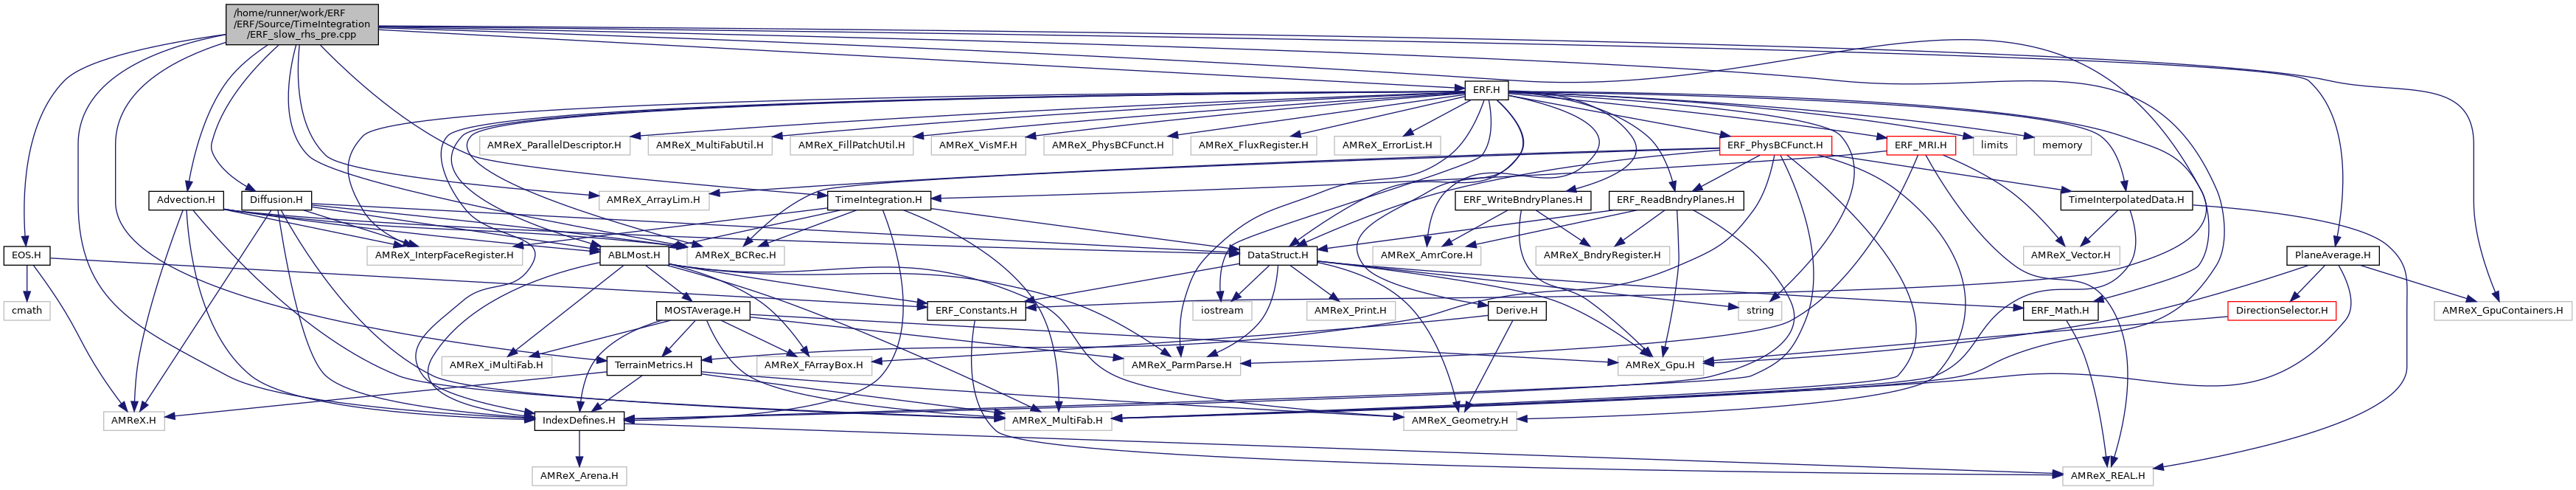 /home/runner/work/ERF
/ERF/Source/TimeIntegration
/ERF_slow_rhs_pre.cpp
ERF.H
AMReX_ParallelDescriptor.H
AMReX_MultiFabUtil.H
AMReX_FillPatchUtil.H
AMReX_VisMF.H
AMReX_PhysBCFunct.H
AMReX_FluxRegister.H
AMReX_ErrorList.H
ERF_PhysBCFunct.H
ERF_MRI.H
limits
memory
Advection.H
Diffusion.H
AMReX_ArrayLim.H
TimeIntegration.H
ERF_WriteBndryPlanes.H
ERF_ReadBndryPlanes.H
TimeInterpolatedData.H
EOS.H
AMReX_InterpFaceRegister.H
ABLMost.H
AMReX_BCRec.H
DataStruct.H
AMReX_AmrCore.H
AMReX_BndryRegister.H
AMReX_Vector.H
PlaneAverage.H
cmath
MOSTAverage.H
ERF_Constants.H
iostream
AMReX_Print.H
Derive.H
string
ERF_Math.H
DirectionSelector.H
AMReX_GpuContainers.H
AMReX_iMultiFab.H
TerrainMetrics.H
AMReX_FArrayBox.H
AMReX_ParmParse.H
AMReX_Gpu.H
AMReX.H
IndexDefines.H
AMReX_MultiFab.H
AMReX_Geometry.H
AMReX_Arena.H
AMReX_REAL.H